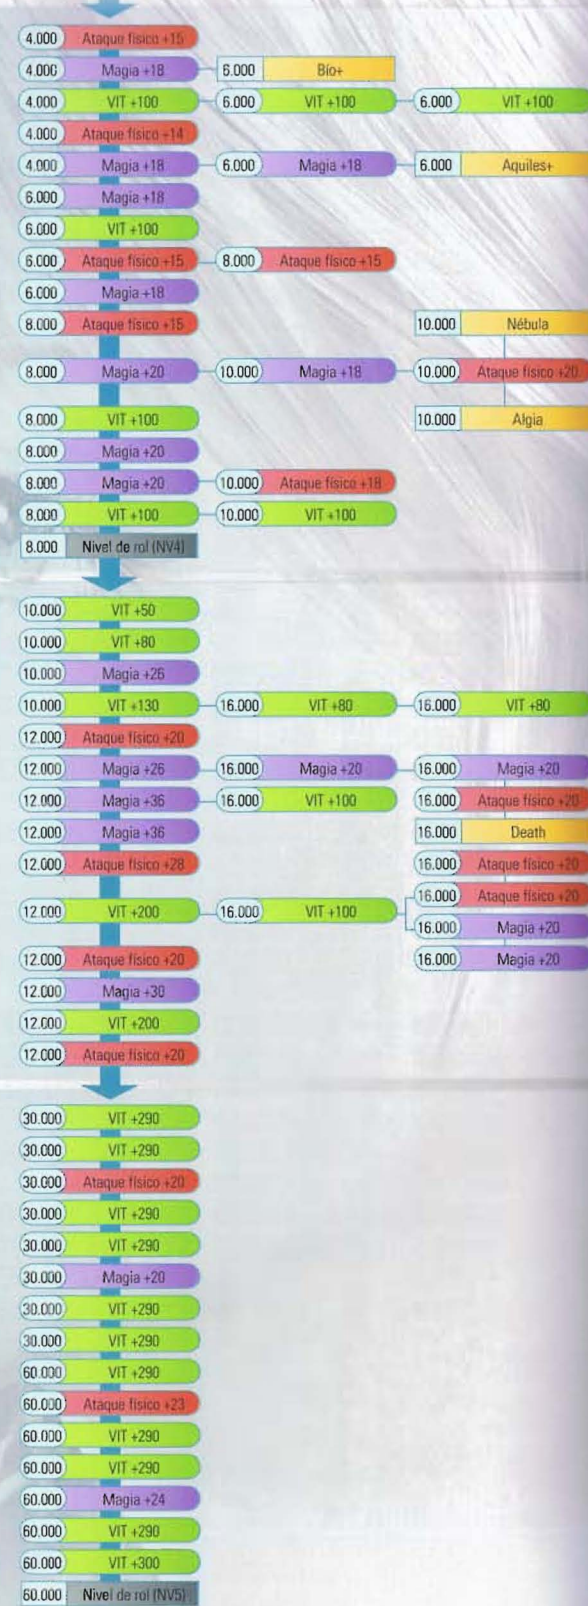 4.000 Ataque físico +15
4.000 Magia +18 6.000 Bío+
4.000 VIT +100 6.000 VIT +100 6.000 VIT +100
4.000 Ataque físico +14
4.000 Magia +18 6.000 Magia +18 6.000 Aquiles+
6.000 Magia +18
6.000 VIT +100
6.000 Ataque físico +15 8.000 Ataque físico +15
6.000 Magia +18
8.000 Ataque físico +15 10.000 Nébula
8.000 Magia +20 10.000 Magia +18 10.000 Ataque físico +20
8.000 VIT +100 10.000 Algia
8.000 Magia +20
8.000 Magia +20 10.000 Ataque físico +18
8.000 VIT +100 10.000 VIT +100
8.000 Nivel de rol (NV4)
10.000 VIT +50
10.000 VIT +80
10.000 Magia +26
10.000 VIT +130 16.000 VIT +80 16.000 VIT +80
12.000 Ataque físico +20
12.000 Magia +26 16.000 Magia +20 16.000 Magia +20
12.000 Magia +36 16.000 VIT +100 16.000 Ataque físico +20
12.000 Magia +36 16.000 Death
12.000 Ataque físico +28 16.000 Ataque físico +20
16.000 Ataque físico +20
12.000 VIT +200 16.000 VIT +100
16.000 Magia +20
12.000 Ataque físico +20 16.000 Magia +20
12.000 Magia +30
12.000 VIT +200
12.000 Ataque físico +20
30.000 VIT +290
30.000 VIT +290
30.000 Ataque físico +20
30.000 VIT +290
30.000 VIT +290
30.000 Magia +20
30.000 VIT +290
30.000 VIT +290
60.000 VIT +290
60.000 Ataque físico +23
60.000 VIT +290
60.000 VIT +290
60.000 Magia +24
60.000 VIT +290
60.000 VIT +300
60.000 Nivel de rol (NV5)